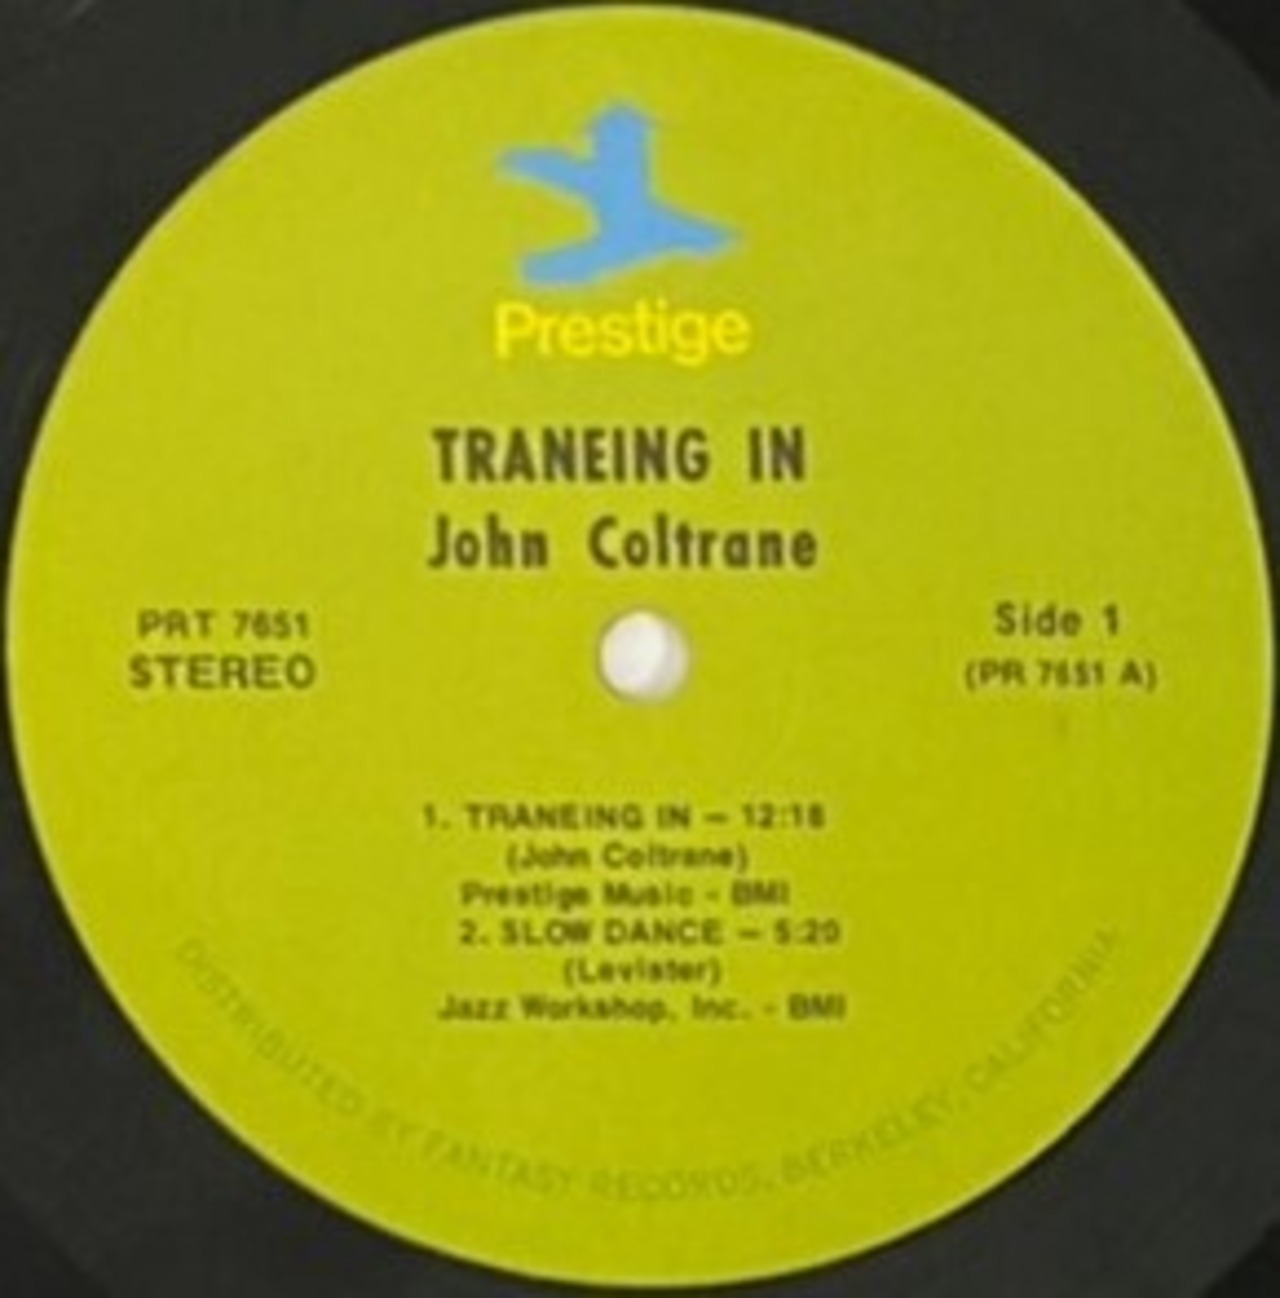 Prestige
TRANEING IN
John Coltrane
PRT 7651
STEREO
Side 1
(PR 7651 A)
1. TRANEING IN — 12:18
(John Coltrane)
Prestige Music - BMI
2. SLOW DANCE — 5:20
(Levister)
Jazz Workshop, Inc. - BMI
DISTRIBUTED BY FANTASY RECORDS, BERKELEY, CALIFORNIA